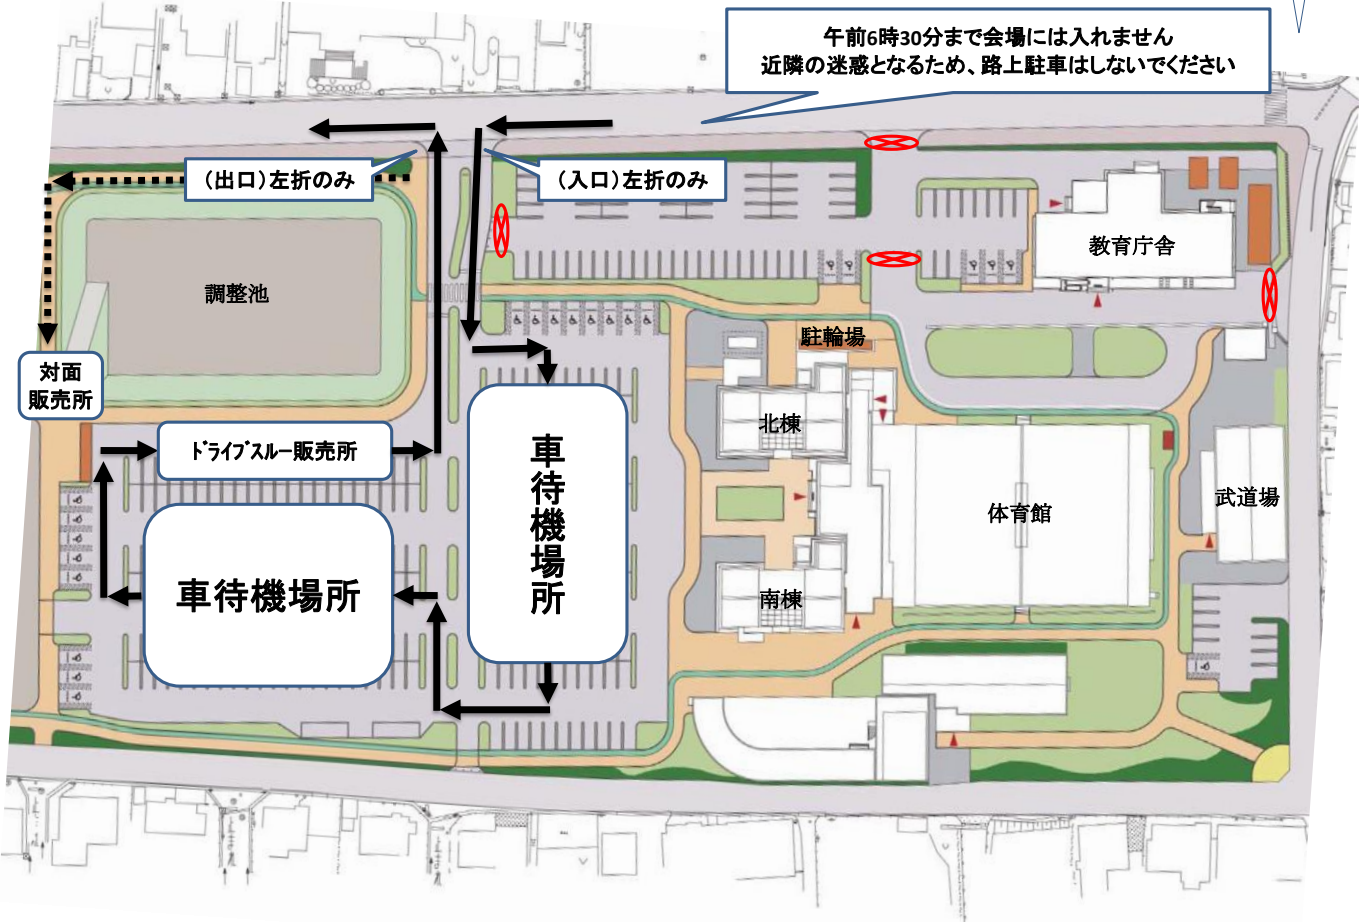 午前6時30分まで会場には入れません
近隣の迷惑となるため、路上駐車はしないでください
（出口）左折のみ
（入口）左折のみ
教育庁舎
調整池
駐輪場
対面
販売所
北棟
ﾄﾞﾗｲﾌﾞｽﾙｰ販売所
車待機場所
体育館
武道場
車待機場所
南棟